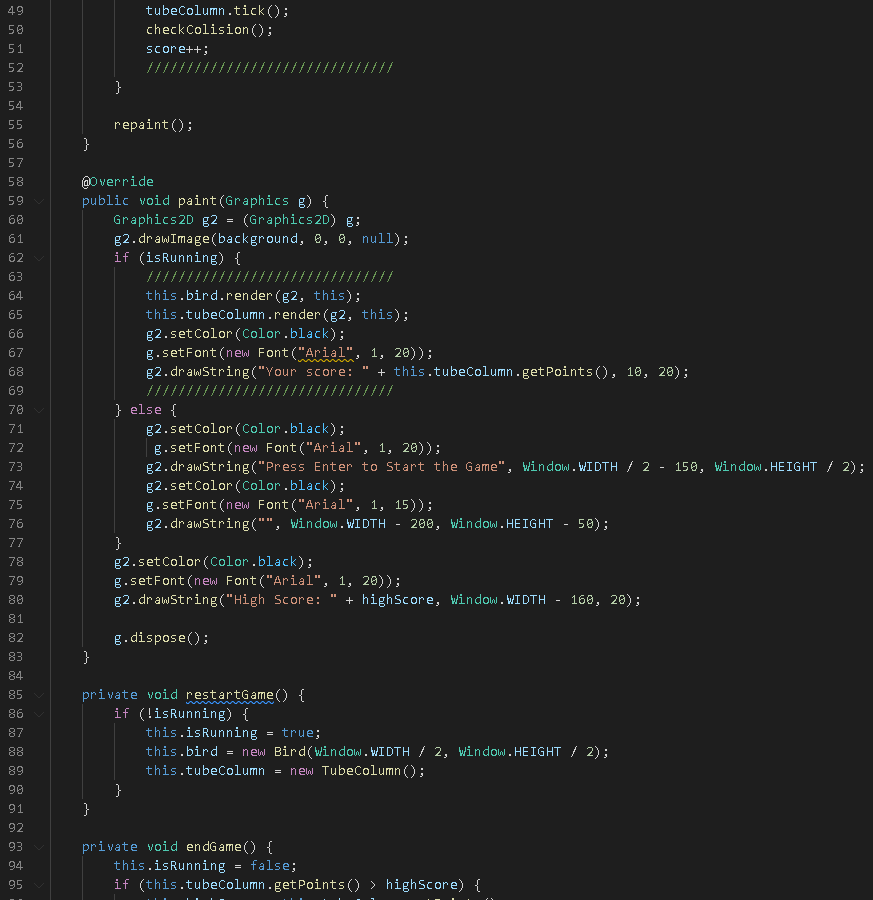 49 tubeColumn.tick();
50 checkColision();
51 score++;
52 ///////////////////////////////
53 }
54
55 repaint();
56 }
57
58 @Override
59 public void paint(Graphics g) {
60 Graphics2D g2 = (Graphics2D) g;
61 g2.drawImage(background, 0, 0, null);
62 if (isRunning) {
63 ///////////////////////////////
64 this.bird.render(g2, this);
65 this.tubeColumn.render(g2, this);
66 g2.setColor(Color.black);
67 g.setFont(new Font("Arial", 1, 20));
68 g2.drawString("Your score: " + this.tubeColumn.getPoints(), 10, 20);
69 ///////////////////////////////
70 } else {
71 g2.setColor(Color.black);
72 g.setFont(new Font("Arial", 1, 20));
73 g2.drawString("Press Enter to Start the Game", Window.WIDTH / 2 - 150, Window.HEIGHT / 2);
74 g2.setColor(Color.black);
75 g.setFont(new Font("Arial", 1, 15));
76 g2.drawString("", Window.WIDTH - 200, Window.HEIGHT - 50);
77 }
78 g2.setColor(Color.black);
79 g.setFont(new Font("Arial", 1, 20));
80 g2.drawString("High Score: " + highScore, Window.WIDTH - 160, 20);
81
82 g.dispose();
83 }
84
85 private void restartGame() {
86 if (!isRunning) {
87 this.isRunning = true;
88 this.bird = new Bird(Window.WIDTH / 2, Window.HEIGHT / 2);
89 this.tubeColumn = new TubeColumn();
90 }
91 }
92
93 private void endGame() {
94 this.isRunning = false;
95 if (this.tubeColumn.getPoints() > highScore) {